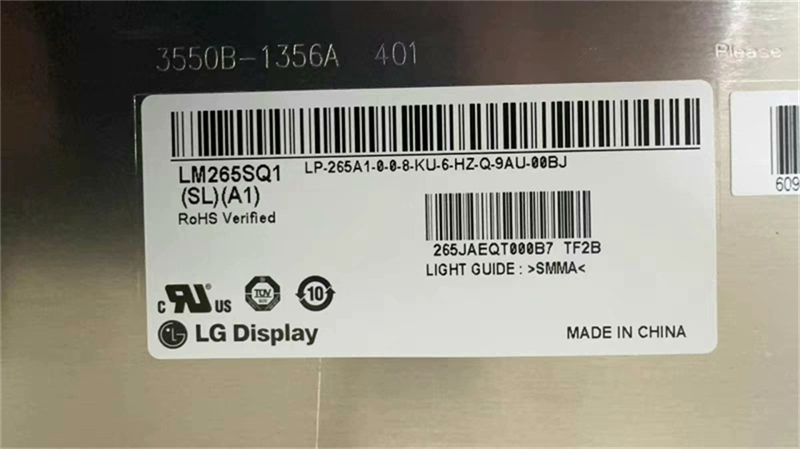 3550B-1356A 401
Please
LM265SQ1
LP-265A1-0-0-8-KU-6-HZ-Q-9AU-00BJ
(SL)(A1)
RoHS Verified
609
265JAEQT000B7 TF2B
LIGHT GUIDE : >SMMA<
c RU US
TÜV
10
LG Display
MADE IN CHINA